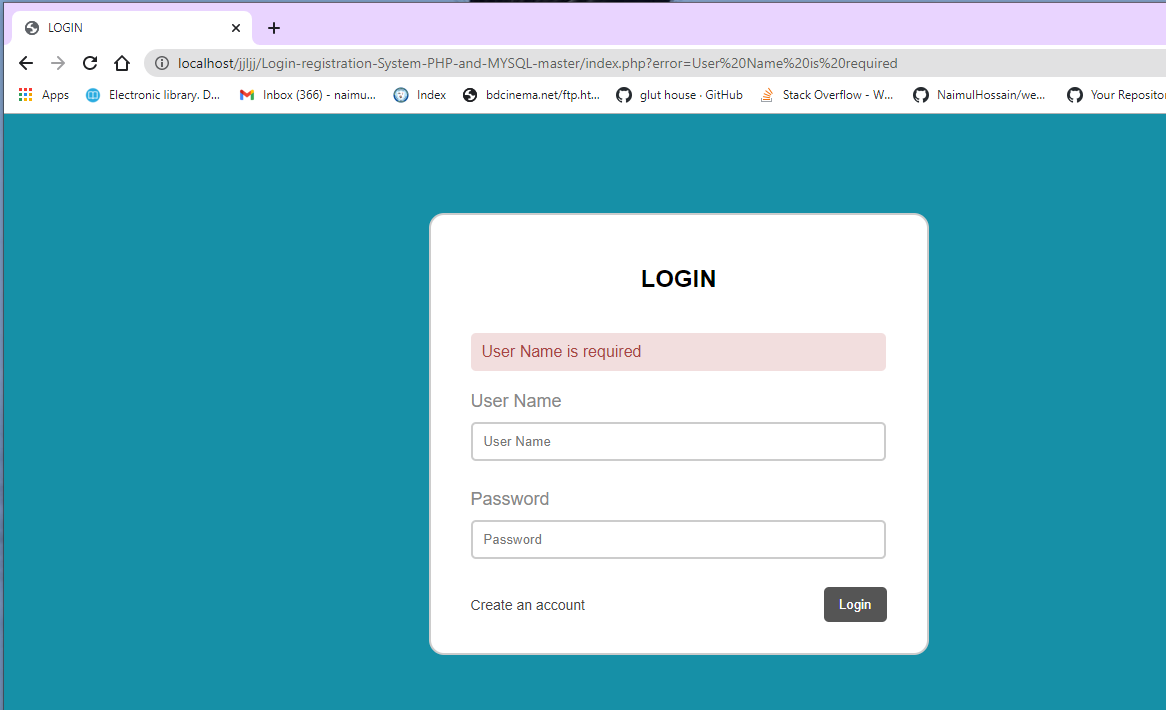 LOGIN
localhost/jjljj/Login-registration-System-PHP-and-MYSQL-master/index.php?error=User%20Name%20is%20required
Apps Electronic library. D... Inbox (366) - naimu... Index bdcinema.net/ftp.ht... glut house · GitHub Stack Overflow - W... NaimulHossain/we... Your Reposito
LOGIN
User Name is required
User Name
User Name
Password
Password
Create an account Login